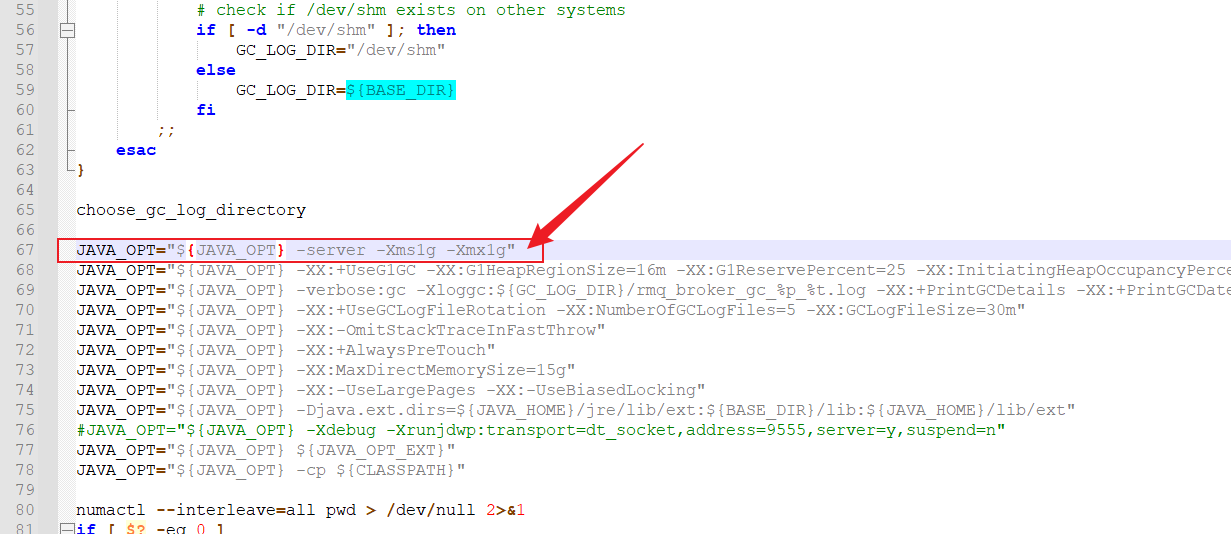 55 # check if /dev/shm exists on other systems
56 if [ -d "/dev/shm" ]; then
57 GC_LOG_DIR="/dev/shm"
58 else
59 GC_LOG_DIR=${BASE_DIR}
60 fi
61 ;;
62 esac
63 }
64
65 choose_gc_log_directory
66
67 JAVA_OPT="${JAVA_OPT} -server -Xms1g -Xmx1g"
68 JAVA_OPT="${JAVA_OPT} -XX:+UseG1GC -XX:G1HeapRegionSize=16m -XX:G1ReservePercent=25 -XX:InitiatingHeapOccupancyPerce
69 JAVA_OPT="${JAVA_OPT} -verbose:gc -Xloggc:${GC_LOG_DIR}/rmq_broker_gc_%p_%t.log -XX:+PrintGCDetails -XX:+PrintGCDate
70 JAVA_OPT="${JAVA_OPT} -XX:+UseGCLogFileRotation -XX:NumberOfGCLogFiles=5 -XX:GCLogFileSize=30m"
71 JAVA_OPT="${JAVA_OPT} -XX:-OmitStackTraceInFastThrow"
72 JAVA_OPT="${JAVA_OPT} -XX:+AlwaysPreTouch"
73 JAVA_OPT="${JAVA_OPT} -XX:MaxDirectMemorySize=15g"
74 JAVA_OPT="${JAVA_OPT} -XX:-UseLargePages -XX:-UseBiasedLocking"
75 JAVA_OPT="${JAVA_OPT} -Djava.ext.dirs=${JAVA_HOME}/jre/lib/ext:${BASE_DIR}/lib:${JAVA_HOME}/lib/ext"
76 #JAVA_OPT="${JAVA_OPT} -Xdebug -Xrunjdwp:transport=dt_socket,address=9555,server=y,suspend=n"
77 JAVA_OPT="${JAVA_OPT} ${JAVA_OPT_EXT}"
78 JAVA_OPT="${JAVA_OPT} -cp ${CLASSPATH}"
79
80 numactl --interleave=all pwd > /dev/null 2>&1
81 if [ $? -eq 0 ]